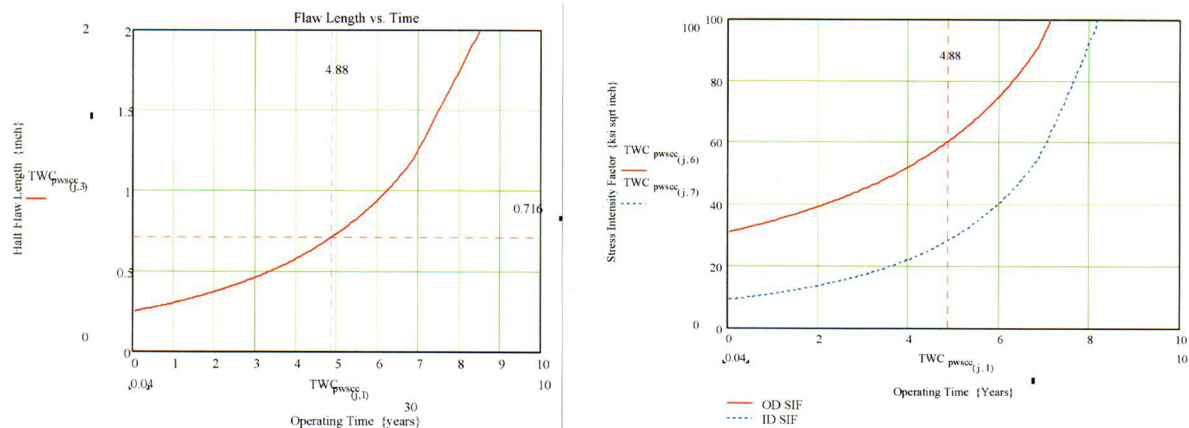 Flaw Length vs. Time
2
2
4.88
1.5
TWC pwscc (j,3)
Half Flaw Length {inch}
1
0.716
0.5
0
0
0 1 2 3 4 5 6 7 8 9 10
.0.04. TWC pwscc (j,1) 10
30
Operating Time {years}
100
100
4.88
80
60
TWC pwscc (j,6)
TWC pwscc (j,7)
Stress Intensity Factor {ksi sqrt inch}
40
20
0
0
0 2 4 6 8 10
.0.04. TWC pwscc (j,1) 10
Operating Time {Years}
OD SIF
ID SIF